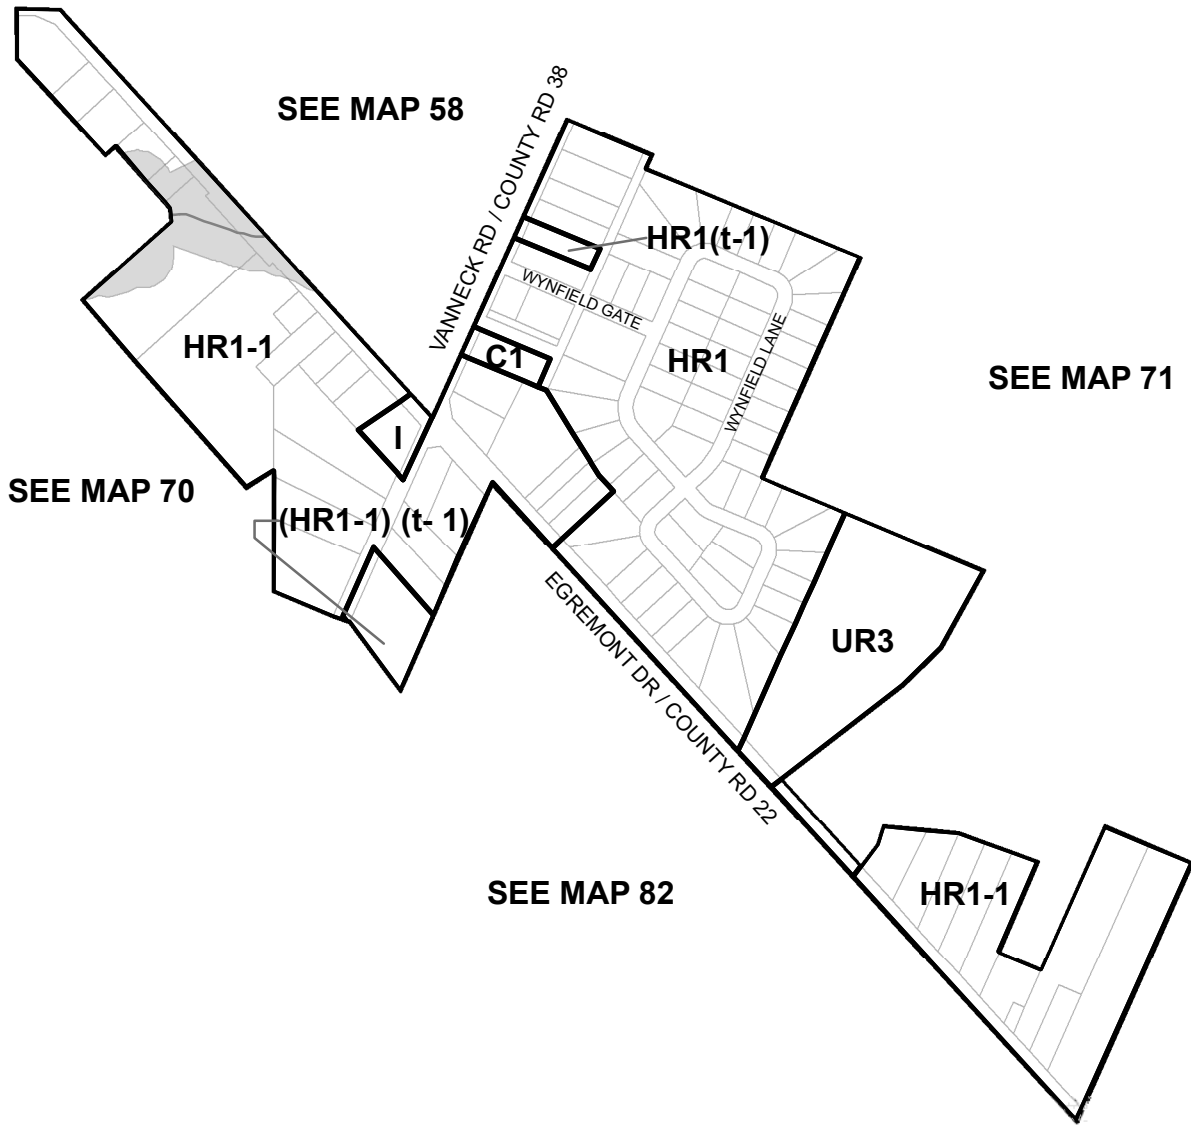 SEE MAP 58
VANNECK RD / COUNTY RD 38
HR1(t-1)
WYNFIELD GATE
HR1-1
C1
HR1
WYNFIELD LANE
SEE MAP 71
I
SEE MAP 70
(HR1-1) (t- 1)
EGREMONT DR / COUNTY RD 22
UR3
SEE MAP 82
HR1-1